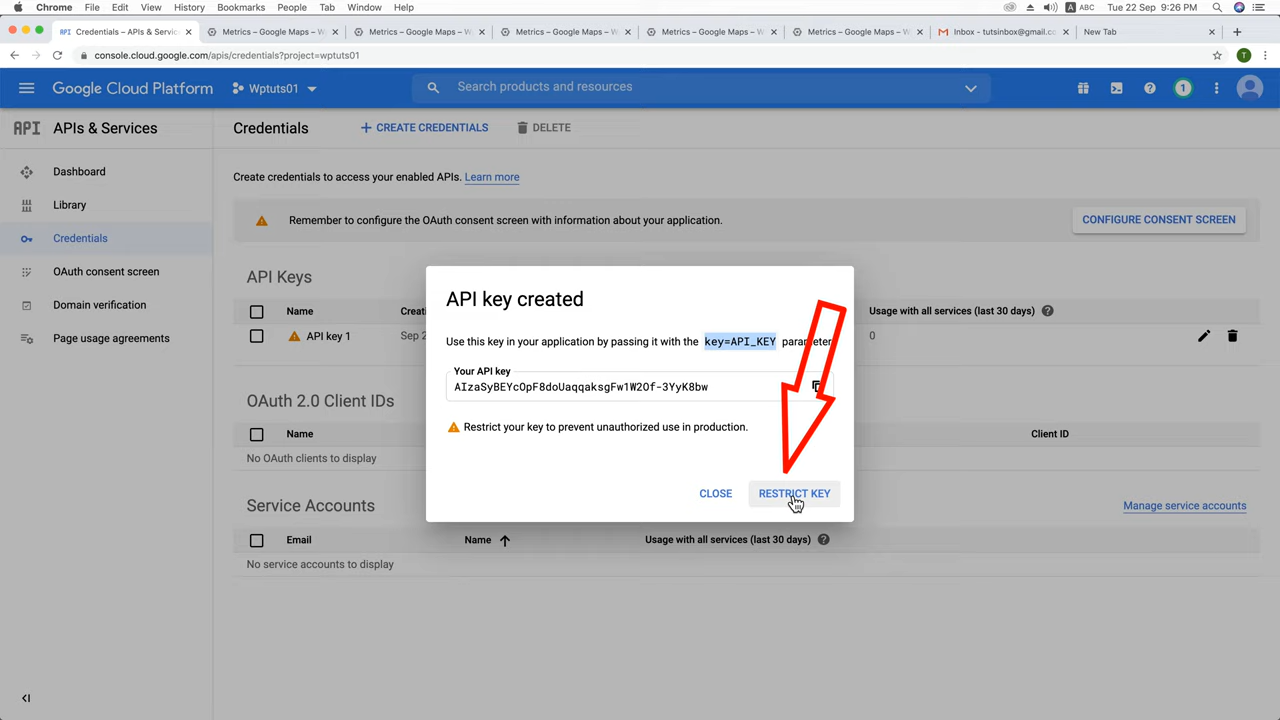 Chrome File Edit View History Bookmarks People Tab Window Help A ABC Tue 22 Sep 9:26 PM
Credentials – APIs & Servic Metrics – Google Maps – W Metrics – Google Maps – W Metrics – Google Maps – W Metrics – Google Maps – W Metrics – Google Maps – W Inbox – tutsinbox@gmail.c New Tab
console.cloud.google.com/apis/credentials?project=wptuts01 T
Google Cloud Platform Wptuts01 Search products and resources 1
API APIs & Services Credentials CREATE CREDENTIALS DELETE
Dashboard
Library
Credentials
OAuth consent screen
Domain verification
Page usage agreements
Create credentials to access your enabled APIs. Learn more
Remember to configure the OAuth consent screen with information about your application. CONFIGURE CONSENT SCREEN
API Keys
Name Creati Usage with all services (last 30 days)
API key 1 Sep 2 0
OAuth 2.0 Client IDs
Name Client ID
No OAuth clients to display
Service Accounts Manage service accounts
Email Name Usage with all services (last 30 days)
No service accounts to display
API key created
Use this key in your application by passing it with the key=API_KEY parameter
Your API key
AIzaSyBEYcOpF8doUaqqaksgFw1W2Of-3YyK8bw
Restrict your key to prevent unauthorized use in production.
CLOSE RESTRICT KEY